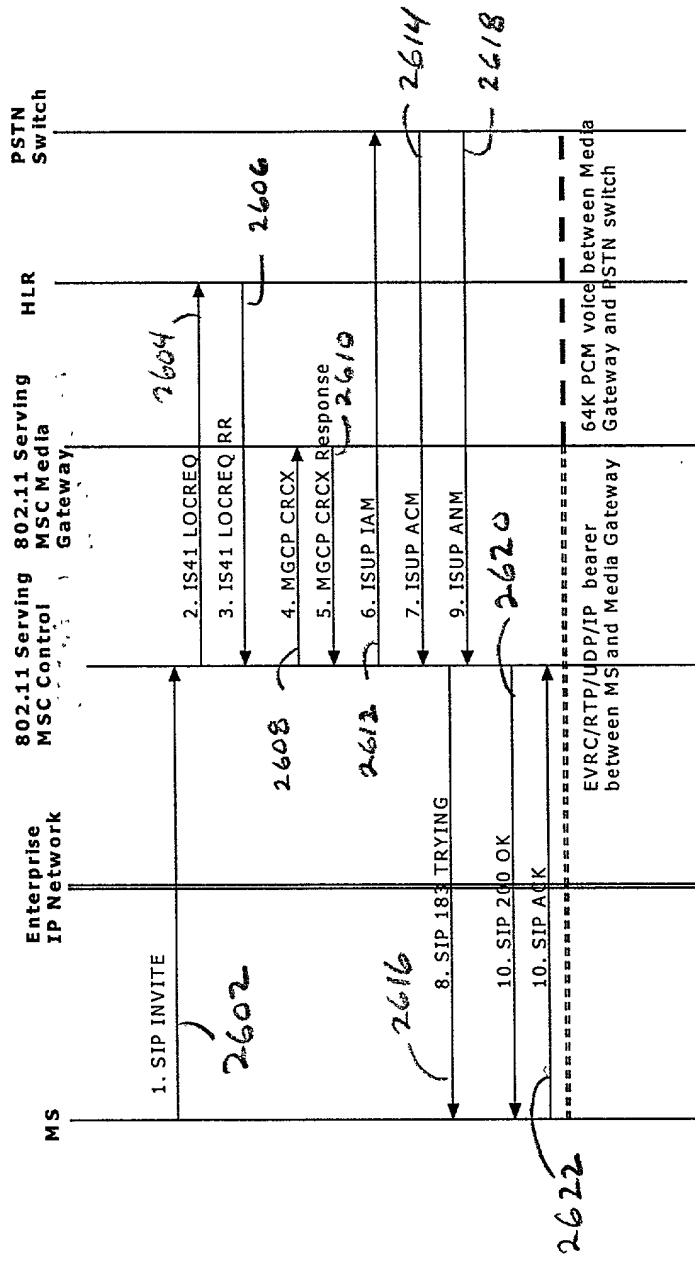 MS
Enterprise
IP Network
802.11 Serving
MSC Control
802.11 Serving
MSC Media
Gateway
HLR
PSTN
Switch
1. SIP INVITE
2602
2. IS41 LOCREQ
2604
3. IS41 LOCREQ RR
2606
4. MGCP CRCX
2608
5. MGCP CRCX Response
2610
6. ISUP IAM
2612
7. ISUP ACM
2614
8. SIP 183 TRYING
2616
9. ISUP ANM
2618
10. SIP 200 OK
2620
10. SIP ACK
2622
EVRC/RTP/UDP/IP bearer
between MS and Media Gateway
64K PCM voice between Media
Gateway and PSTN switch